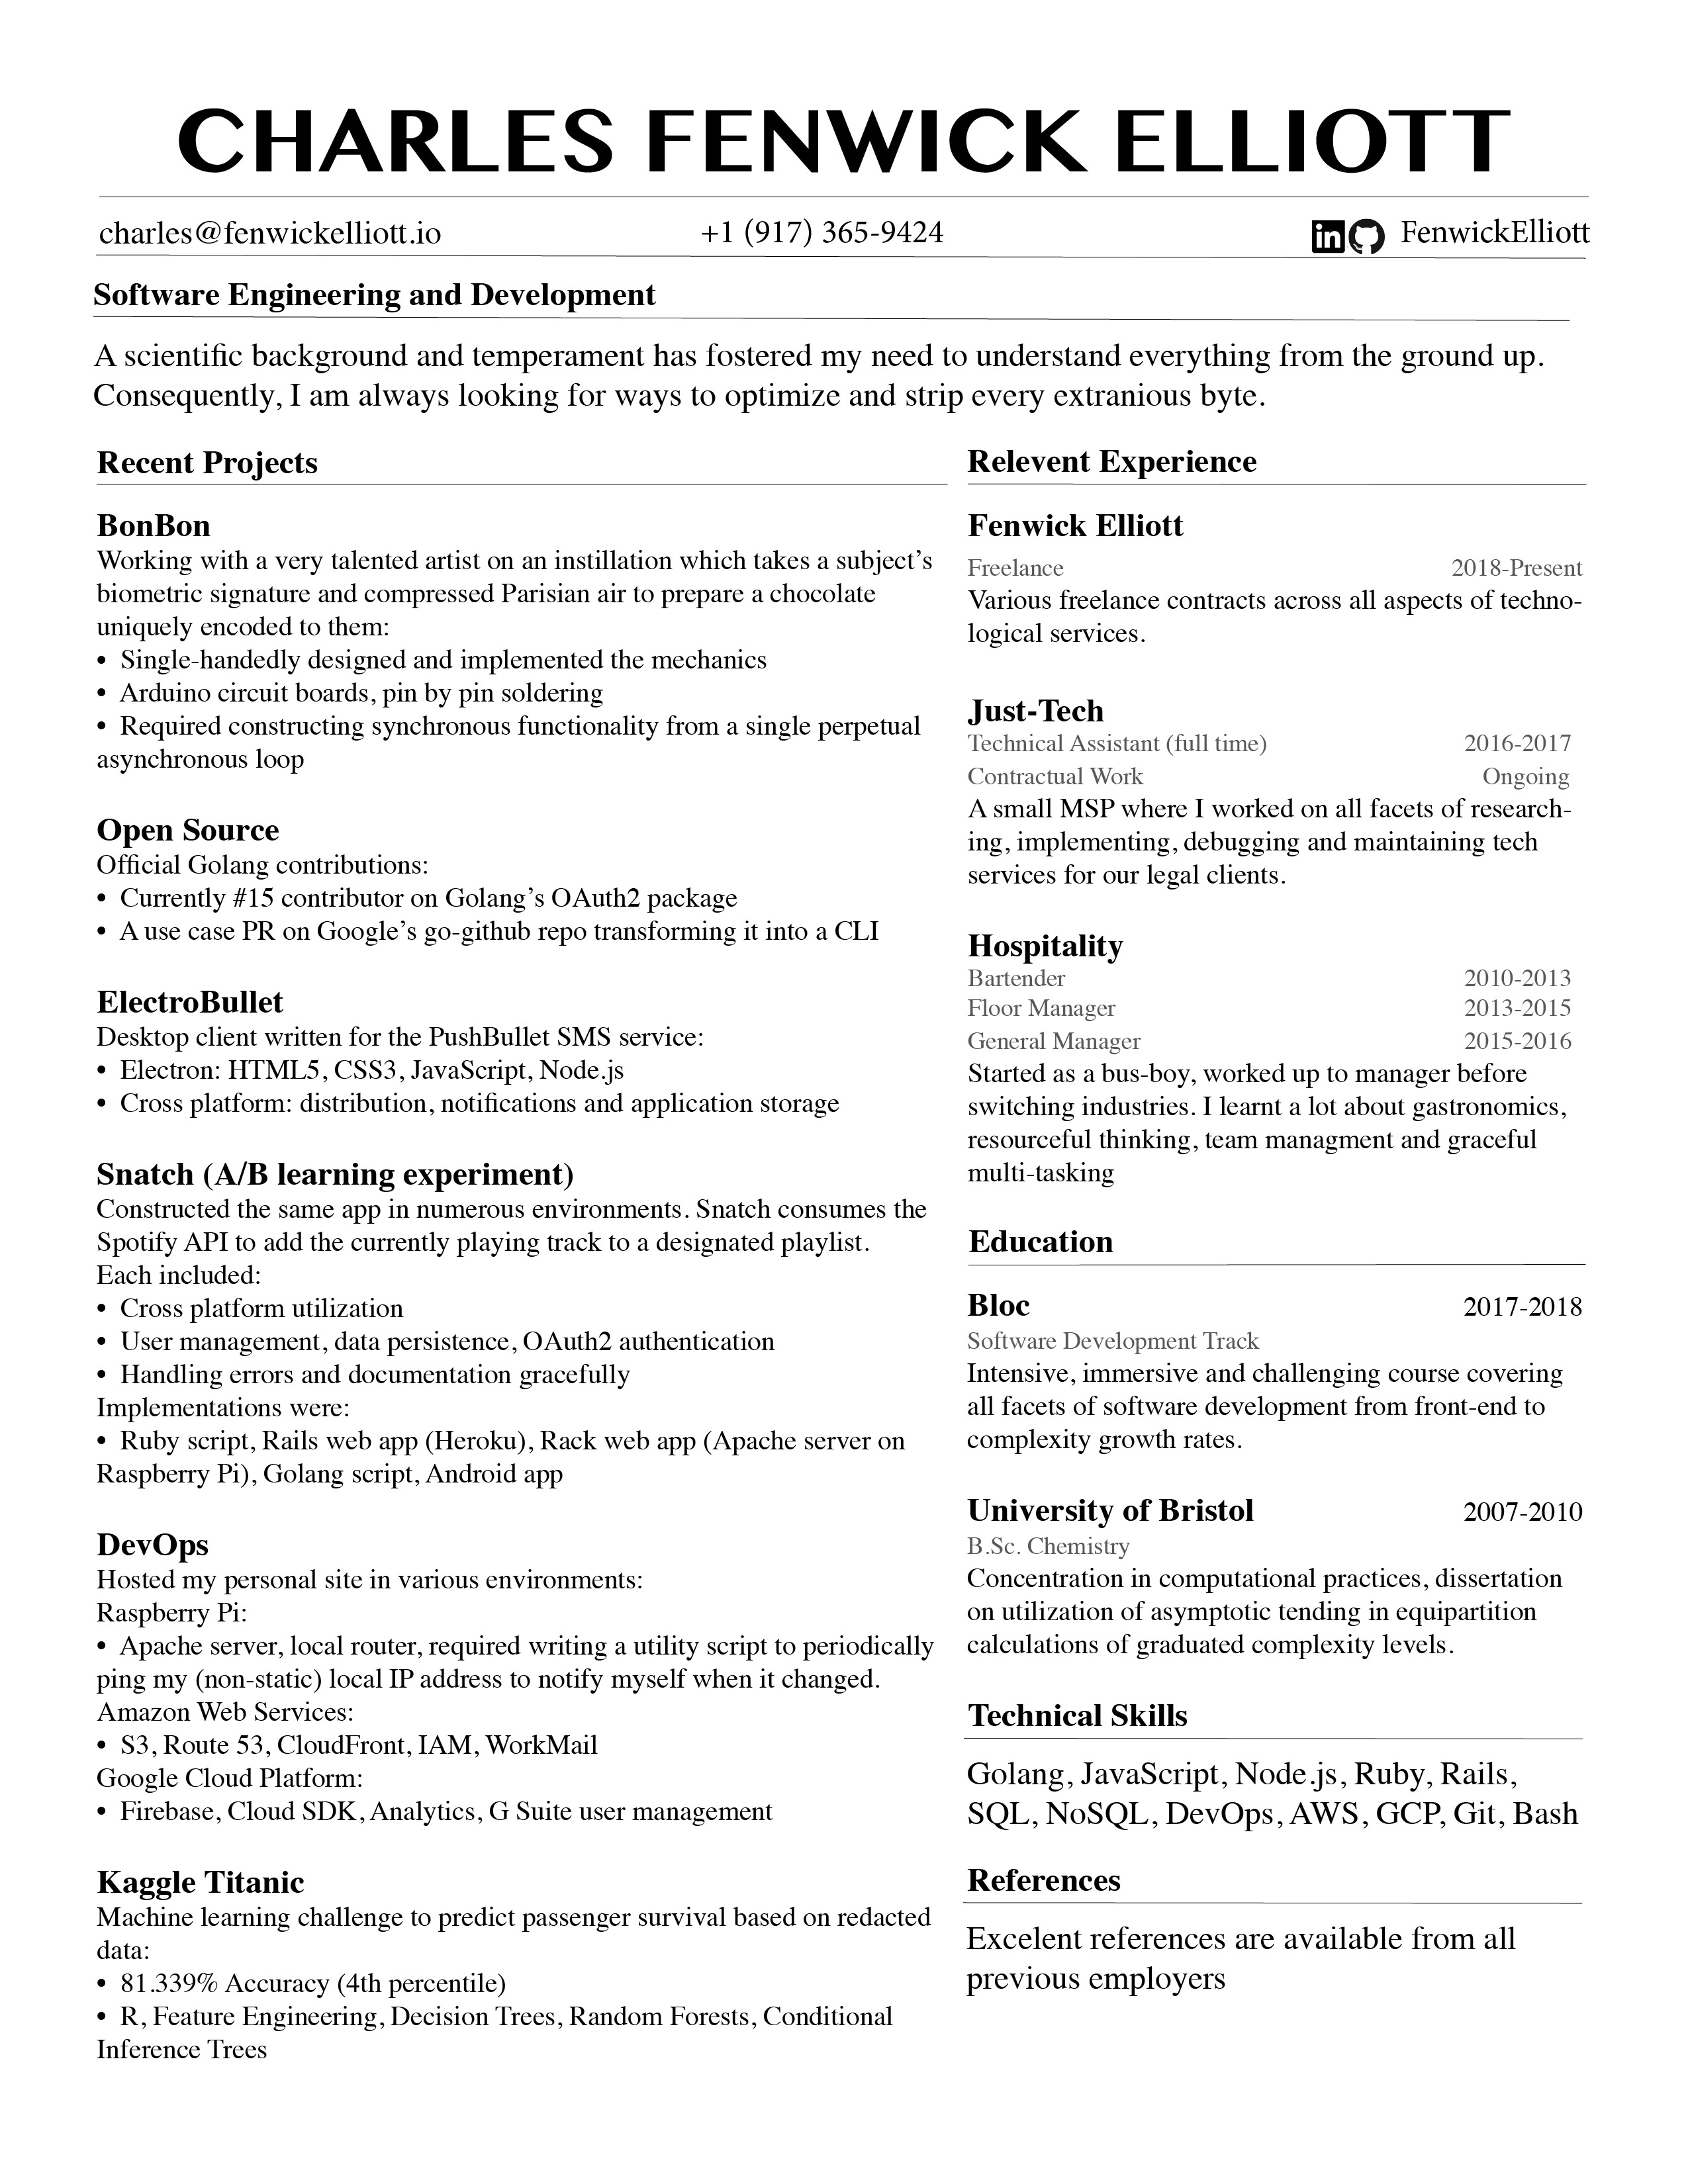 CHARLES FENWICK ELLIOTT
charles@fenwickelliott.io +1 (917) 365-9424 in FenwickElliott
Software Engineering and Development
A scientific background and temperament has fostered my need to understand everything from the ground up.
Consequently, I am always looking for ways to optimize and strip every extranious byte.
Recent Projects
BonBon
Working with a very talented artist on an instillation which takes a subject's
biometric signature and compressed Parisian air to prepare a chocolate
uniquely encoded to them:
• Single-handedly designed and implemented the mechanics
• Arduino circuit boards, pin by pin soldering
• Required constructing synchronous functionality from a single perpetual
asynchronous loop
Open Source
Official Golang contributions:
• Currently #15 contributor on Golang's OAuth2 package
• A use case PR on Google's go-github repo transforming it into a CLI
ElectroBullet
Desktop client written for the PushBullet SMS service:
• Electron: HTML5, CSS3, JavaScript, Node.js
• Cross platform: distribution, notifications and application storage
Snatch (A/B learning experiment)
Constructed the same app in numerous environments. Snatch consumes the
Spotify API to add the currently playing track to a designated playlist.
Each included:
• Cross platform utilization
• User management, data persistence, OAuth2 authentication
• Handling errors and documentation gracefully
Implementations were:
• Ruby script, Rails web app (Heroku), Rack web app (Apache server on
Raspberry Pi), Golang script, Android app
DevOps
Hosted my personal site in various environments:
Raspberry Pi:
• Apache server, local router, required writing a utility script to periodically
ping my (non-static) local IP address to notify myself when it changed.
Amazon Web Services:
• S3, Route 53, CloudFront, IAM, WorkMail
Google Cloud Platform:
• Firebase, Cloud SDK, Analytics, G Suite user management
Kaggle Titanic
Machine learning challenge to predict passenger survival based on redacted
data:
• 81.339% Accuracy (4th percentile)
• R, Feature Engineering, Decision Trees, Random Forests, Conditional
Inference Trees
Relevent Experience
Fenwick Elliott
Freelance 2018-Present
Various freelance contracts across all aspects of techno-
logical services.
Just-Tech
Technical Assistant (full time) 2016-2017
Contractual Work Ongoing
A small MSP where I worked on all facets of research-
ing, implementing, debugging and maintaining tech
services for our legal clients.
Hospitality
Bartender 2010-2013
Floor Manager 2013-2015
General Manager 2015-2016
Started as a bus-boy, worked up to manager before
switching industries. I learnt a lot about gastronomics,
resourceful thinking, team managment and graceful
multi-tasking
Education
Bloc 2017-2018
Software Development Track
Intensive, immersive and challenging course covering
all facets of software development from front-end to
complexity growth rates.
University of Bristol 2007-2010
B.Sc. Chemistry
Concentration in computational practices, dissertation
on utilization of asymptotic tending in equipartition
calculations of graduated complexity levels.
Technical Skills
Golang, JavaScript, Node.js, Ruby, Rails,
SQL, NoSQL, DevOps, AWS, GCP, Git, Bash
References
Excelent references are available from all
previous employers